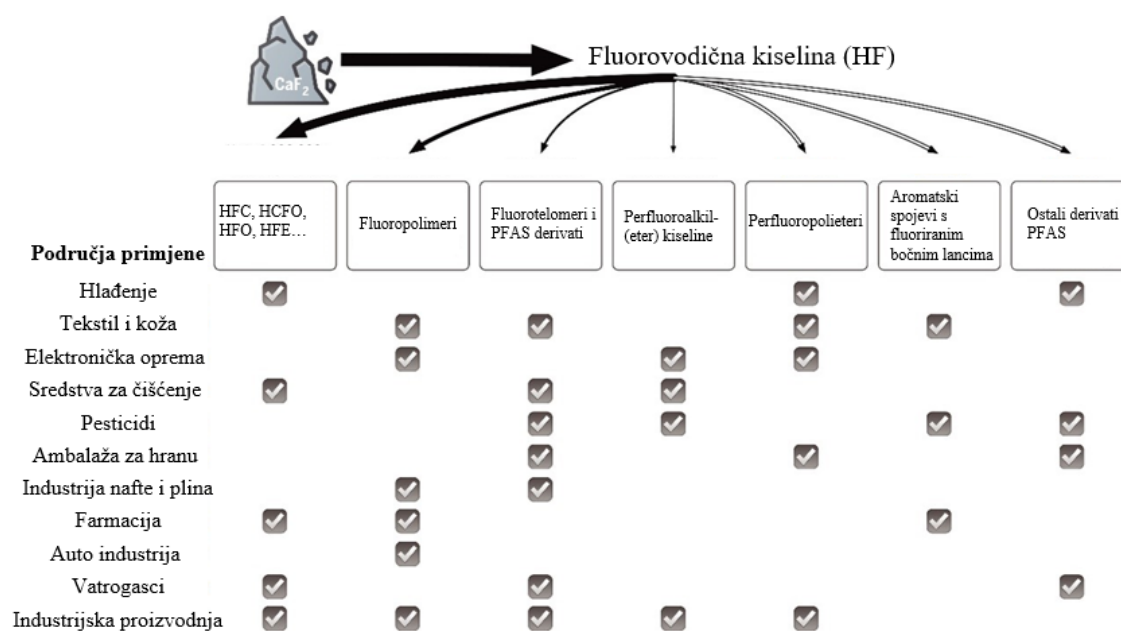 CaF2
Fluorovodična kiselina (HF)
HFC, HCFO,
HFO, HFE...
Fluoropolimeri
Fluorotelomeri i
PFAS derivati
Perfluoroalkil-
(eter) kiseline
Perfluoropolieteri
Aromatski
spojevi s
fluoriranim
bočnim lancima
Ostali derivati
PFAS
Područja primjene
Hlađenje
Tekstil i koža
Elektronička oprema
Sredstva za čišćenje
Pesticidi
Ambalaža za hranu
Industrija nafte i plina
Farmacija
Auto industrija
Vatrogasci
Industrijska proizvodnja